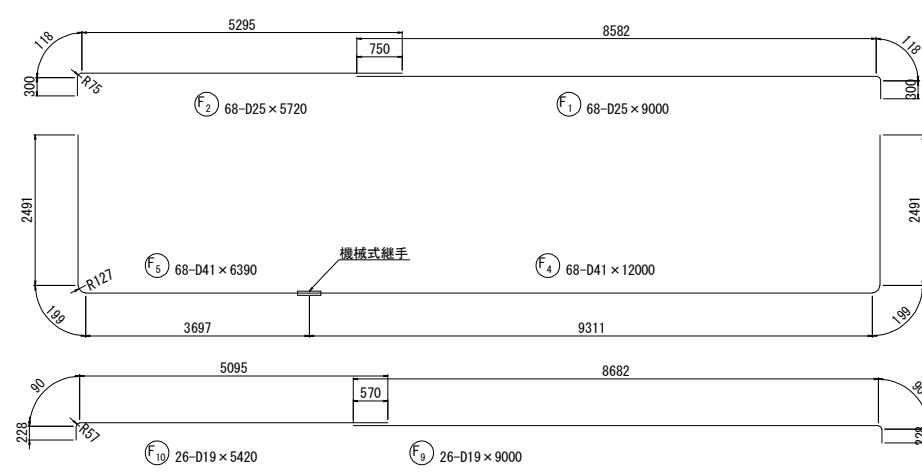 5295
8582
118
750
118
300
R75
300
F2 68-D25×5720
F1 68-D25×9000
2491
2491
機械式継手
F5 68-D41×6390
F4 68-D41×12000
R127
199
199
3697
9311
5095
8682
90
570
90
228
R57
228
F10 26-D19×5420
F9 26-D19×9000